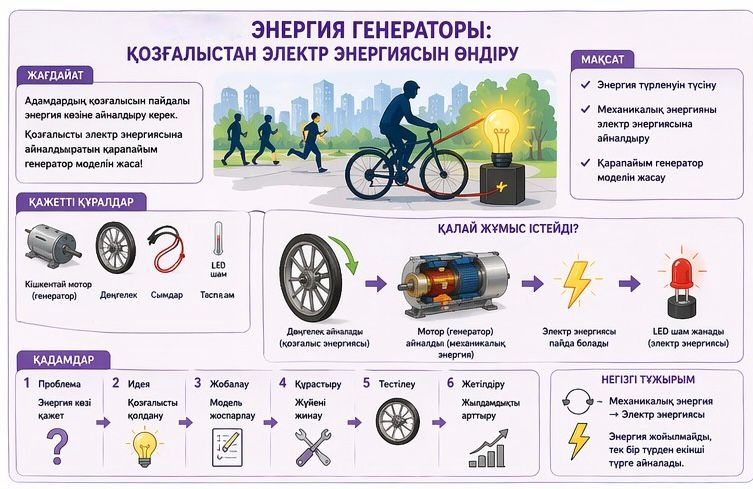 ЭНЕРГИЯ ГЕНЕРАТОРЫ:
ҚОЗҒАЛЫСТАН ЭЛЕКТР ЭНЕРГИЯСЫН ӨНДІРУ
ЖАҒДАЙАТ
Адамдардың қозғалысын пайдалы
энергия көзіне айналдыру керек.
Қозғалысты электр энергиясына
айналдыратын қарапайым
генератор моделін жаса!
МАҚСАТ
✓ Энергия түрленуін түсіну
✓ Механикалық энергияны
электр энергиясына
айналдыру
✓ Қарапайым генератор
моделін жасау
ҚАЖЕТТІ ҚҰРАЛДАР
Кішкентай мотор
(генератор)
Дөңгелек
Сымдар
LED
шам
ҚАЛАЙ ЖҰМЫС ІСТЕЙДІ?
Дөңгелек айналады
(қозғалыс энергиясы)
Мотор (генератор)
айналды (механикалық
энергия)
Электр энергиясы
пайда болады
LED шам жанады
(электр энергиясы)
ҚАДАМДАР
1 Проблема
Энергия көзі
қажет
2 Идея
Қозғалысты
қолдану
3 Жобалау
Модель
жоспарлау
4 Құрастыру
Жүйені
жинау
5 Тестілеу
6 Жетілдіру
Жылдамдықты
арттыру
НЕГІЗГІ ТҰЖЫРЫМ
– Механикалық энергия
→ Электр энергиясы
Энергия жойылмайды,
тек бір түрден екінші
түрге айналады.